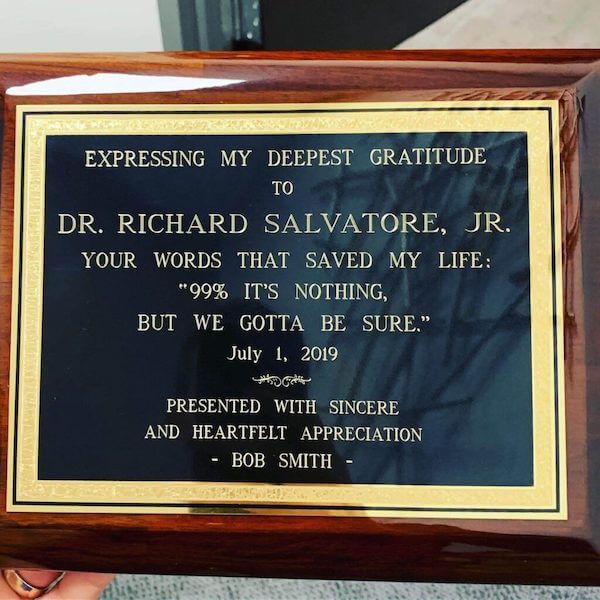 EXPRESSING MY DEEPEST GRATITUDE
TO
DR. RICHARD SALVATORE, JR.
YOUR WORDS THAT SAVED MY LIFE:
"99% IT'S NOTHING,
BUT WE GOTTA BE SURE."
July 1, 2019
PRESENTED WITH SINCERE
AND HEARTFELT APPRECIATION
- BOB SMITH -